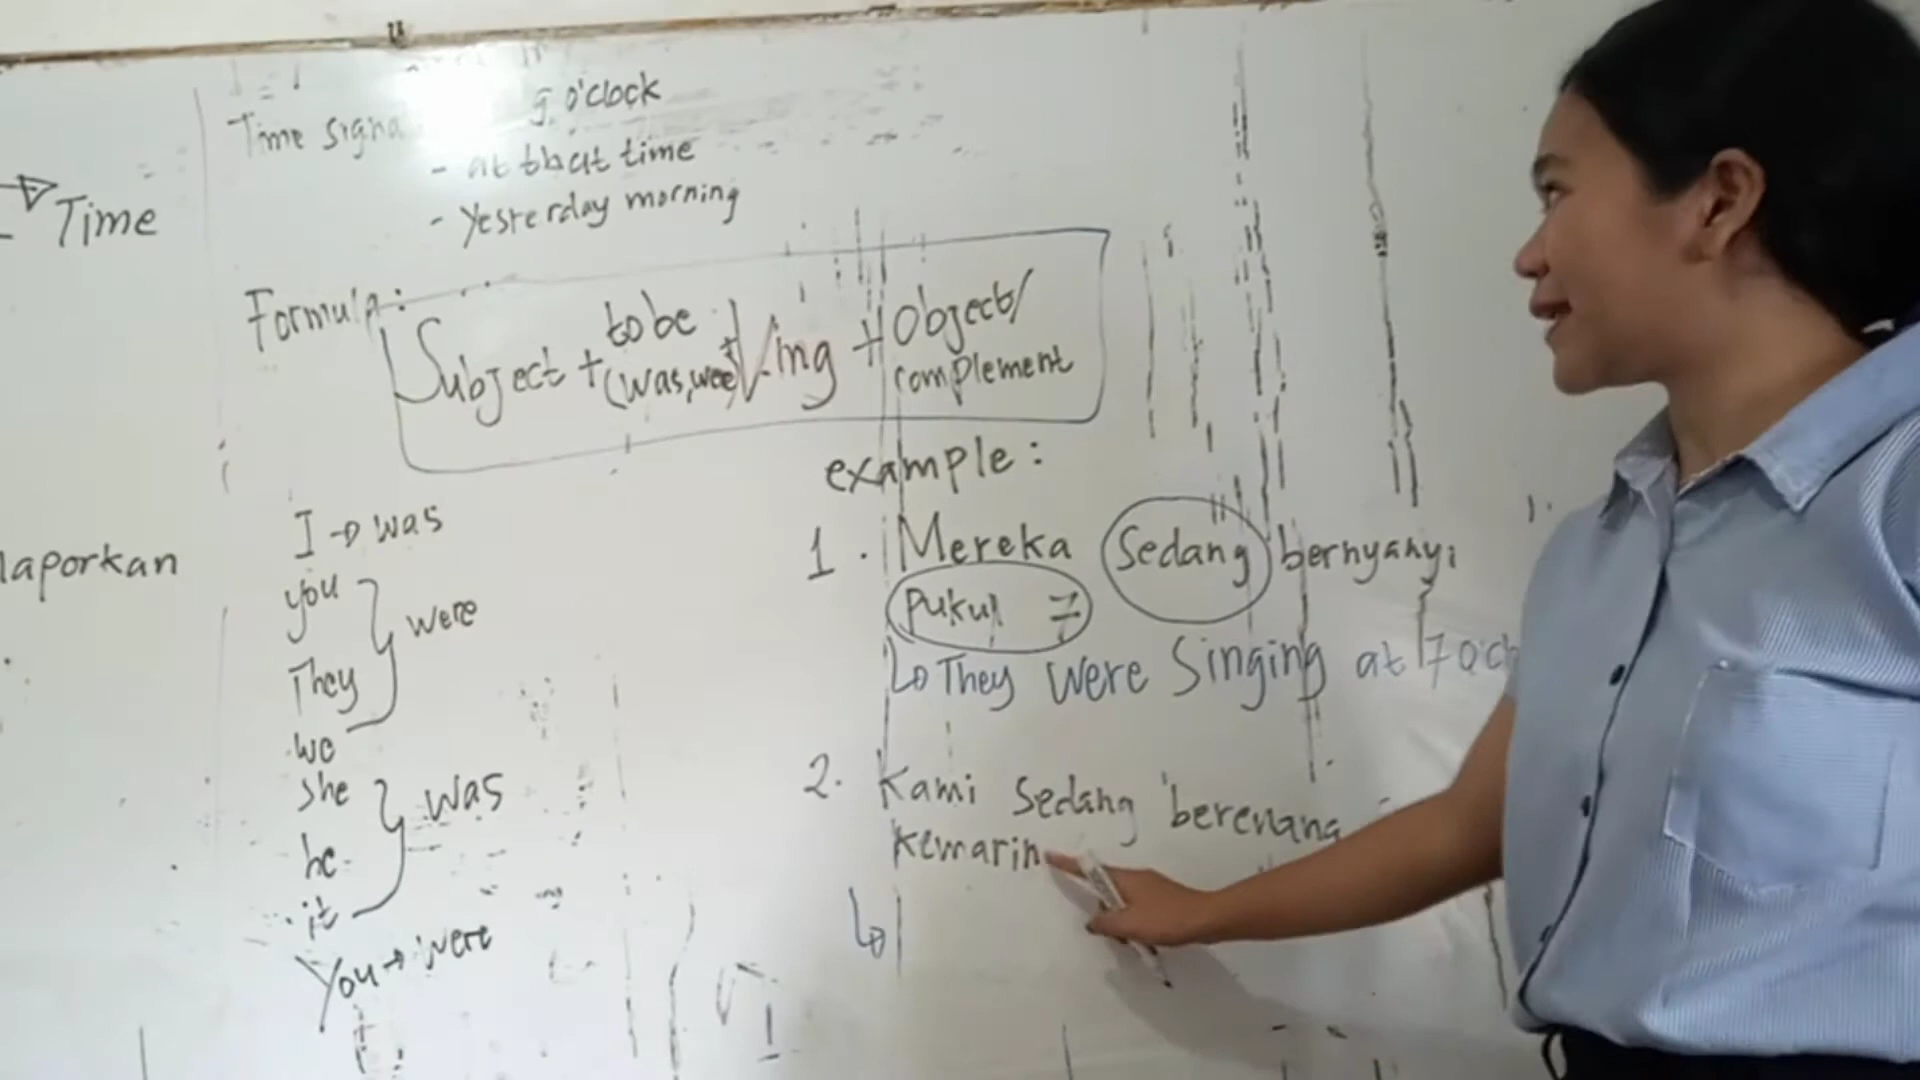 Time
laporkan
Time signa
9 o'clock
- at that time
- Yesterday morning
Formula:
Subject + to be (was, were) + V-ing + Object/complement
I → was
you
They
we
were
she
he
it
was
You → were
example:
1. Mereka sedang bernyanyi
pukul 7
↳ They were singing at 7
2. Kami sedang berenang
kemarin
↳